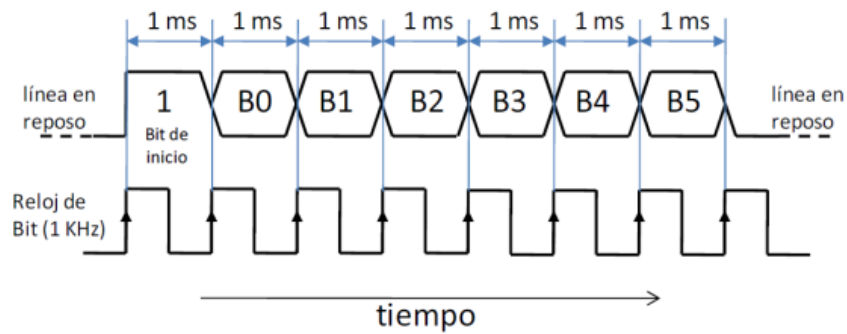 1 ms 1 ms 1 ms 1 ms 1 ms 1 ms 1 ms
línea en
reposo
1
Bit de
inicio
B0 B1 B2 B3 B4 B5
línea en
reposo
Reloj de
Bit (1 KHz)
tiempo